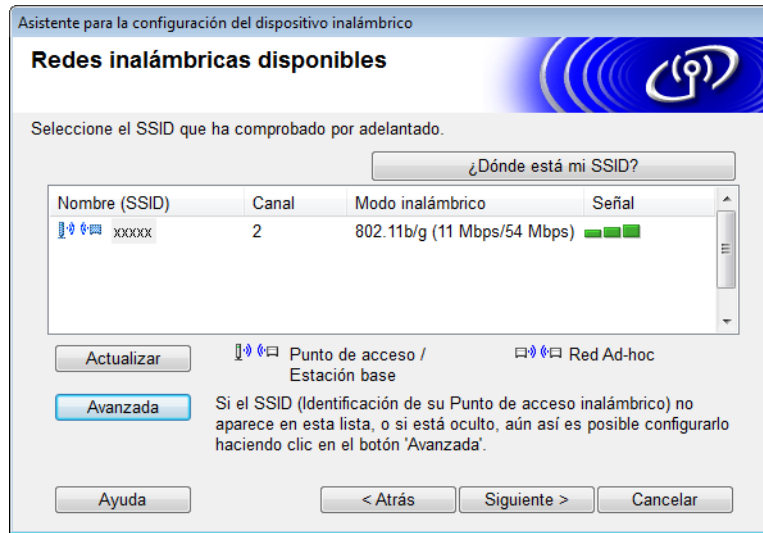 Asistente para la configuración del dispositivo inalámbrico
Redes inalámbricas disponibles
Seleccione el SSID que ha comprobado por adelantado.
¿Dónde está mi SSID?
Nombre (SSID) Canal Modo inalámbrico Señal
xxxxx 2 802.11b/g (11 Mbps/54 Mbps)
Actualizar
Punto de acceso /
Estación base
Red Ad-hoc
Avanzada
Si el SSID (Identificación de su Punto de acceso inalámbrico) no
aparece en esta lista, o si está oculto, aún así es posible configurarlo
haciendo clic en el botón 'Avanzada'.
Ayuda < Atrás Siguiente > Cancelar